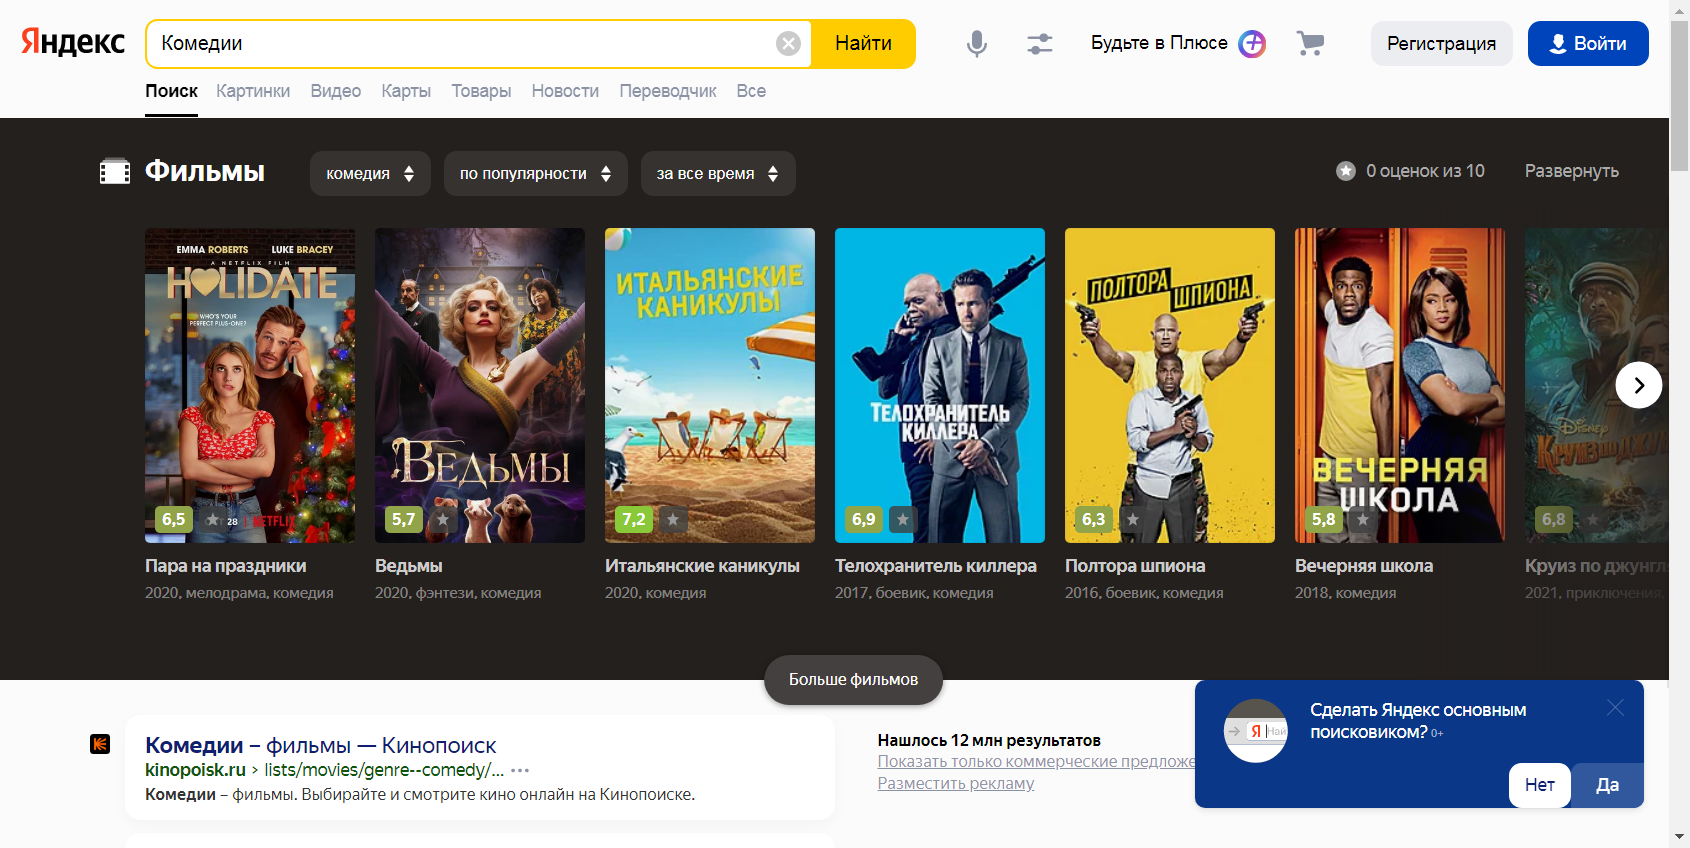 Яндекс
Комедии
Найти
Будьте в Плюсе
Регистрация
Войти
Поиск Картинки Видео Карты Товары Новости Переводчик Все
Фильмы
комедия
по популярности
за все время
0 оценок из 10
Развернуть
EMMA ROBERTS LUKE BRACEY
A NETFLIX FILM
HOLIDATE
WHO'S YOUR
PERFECT PLUS-ONE?
28 NETFLIX
6,5
Пара на праздники
2020, мелодрама, комедия
ВЕДЬМЫ
5,7
Ведьмы
2020, фэнтези, комедия
ИТАЛЬЯНСКИЕ
КАНИКУЛЫ
7,2
Итальянские каникулы
2020, комедия
ТЕЛОХРАНИТЕЛЬ
КИЛЛЕРА
6,9
Телохранитель киллера
2017, боевик, комедия
ПОЛТОРА ШПИОНА
6,3
Полтора шпиона
2016, боевик, комедия
ВЕЧЕРНЯЯ
ШКОЛА
5,8
Вечерняя школа
2018, комедия
Disney
6,8
Круиз по джунгл
2021, приключения,
Больше фильмов
Комедии – фильмы — Кинопоиск
kinopoisk.ru › lists/movies/genre--comedy/...
Комедии – фильмы. Выбирайте и смотрите кино онлайн на Кинопоиске.
Нашлось 12 млн результатов
Показать только коммерческие предложе
Разместить рекламу
Я Най
Сделать Яндекс основным
поисковиком? 0+
Нет
Да